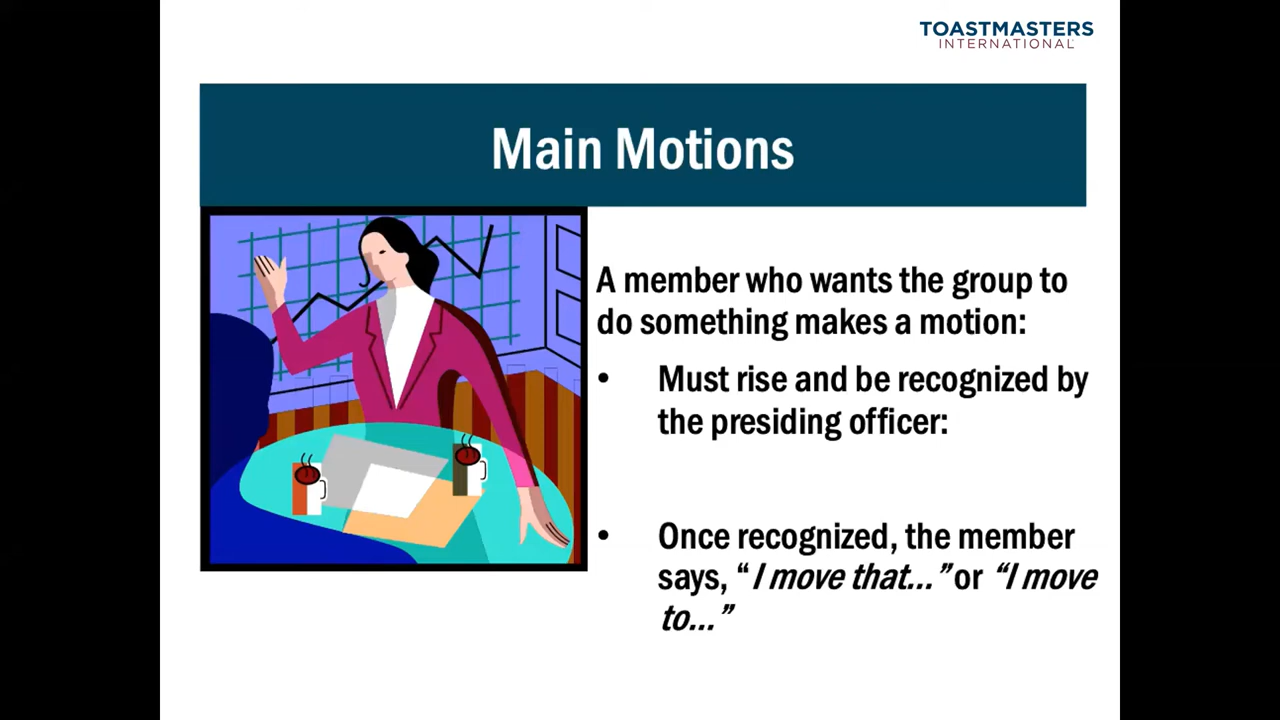 TOASTMASTERS
INTERNATIONAL
Main Motions
A member who wants the group to
do something makes a motion:
• Must rise and be recognized by
the presiding officer:
• Once recognized, the member
says, “I move that...” or “I move
to...”